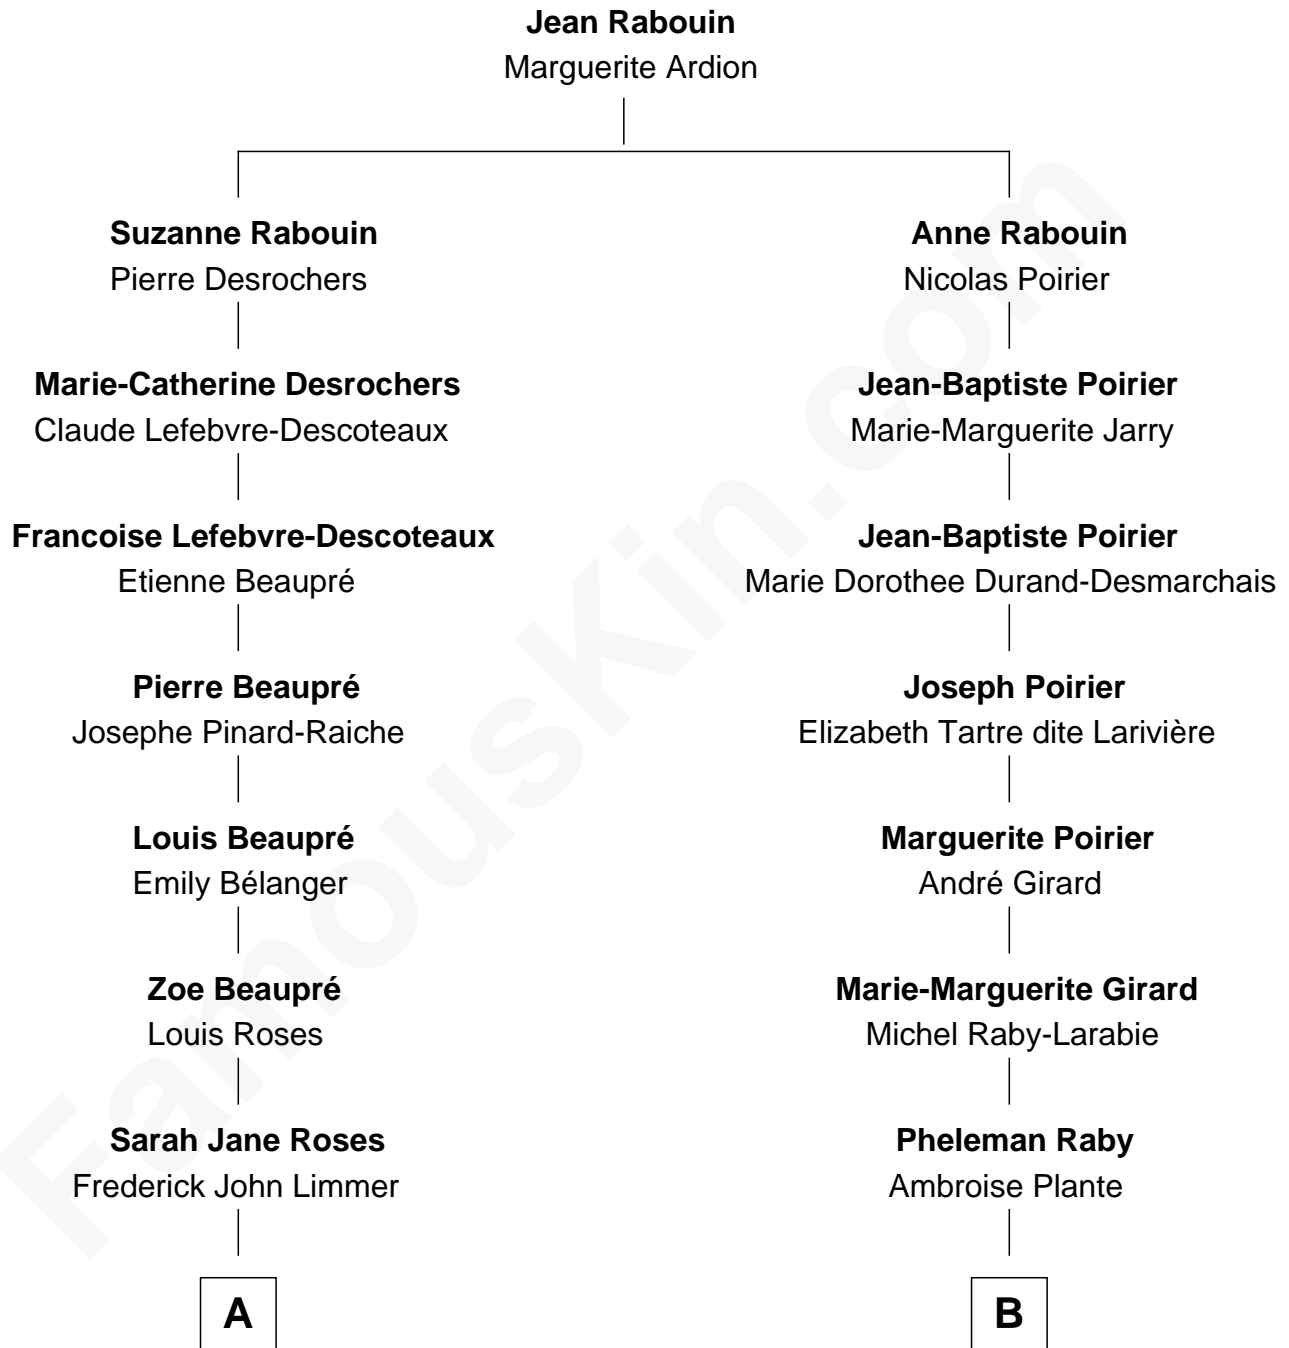 Jean Rabouin
Marguerite Ardion
Suzanne Rabouin
Pierre Desrochers
Anne Rabouin
Nicolas Poirier
Marie-Catherine Desrochers
Claude Lefebvre-Descoteaux
Jean-Baptiste Poirier
Marie-Marguerite Jarry
Francoise Lefebvre-Descoteaux
Etienne Beaupré
Jean-Baptiste Poirier
Marie Dorothee Durand-Desmarchais
Pierre Beaupré
Josephe Pinard-Raiche
Joseph Poirier
Elizabeth Tartre dite Larivière
Louis Beaupré
Emily Bélanger
Marguerite Poirier
André Girard
Zoe Beaupré
Louis Roses
Marie-Marguerite Girard
Michel Raby-Larabie
Sarah Jane Roses
Frederick John Limmer
Pheleman Raby
Ambroise Plante
A
B
FamousKin.com